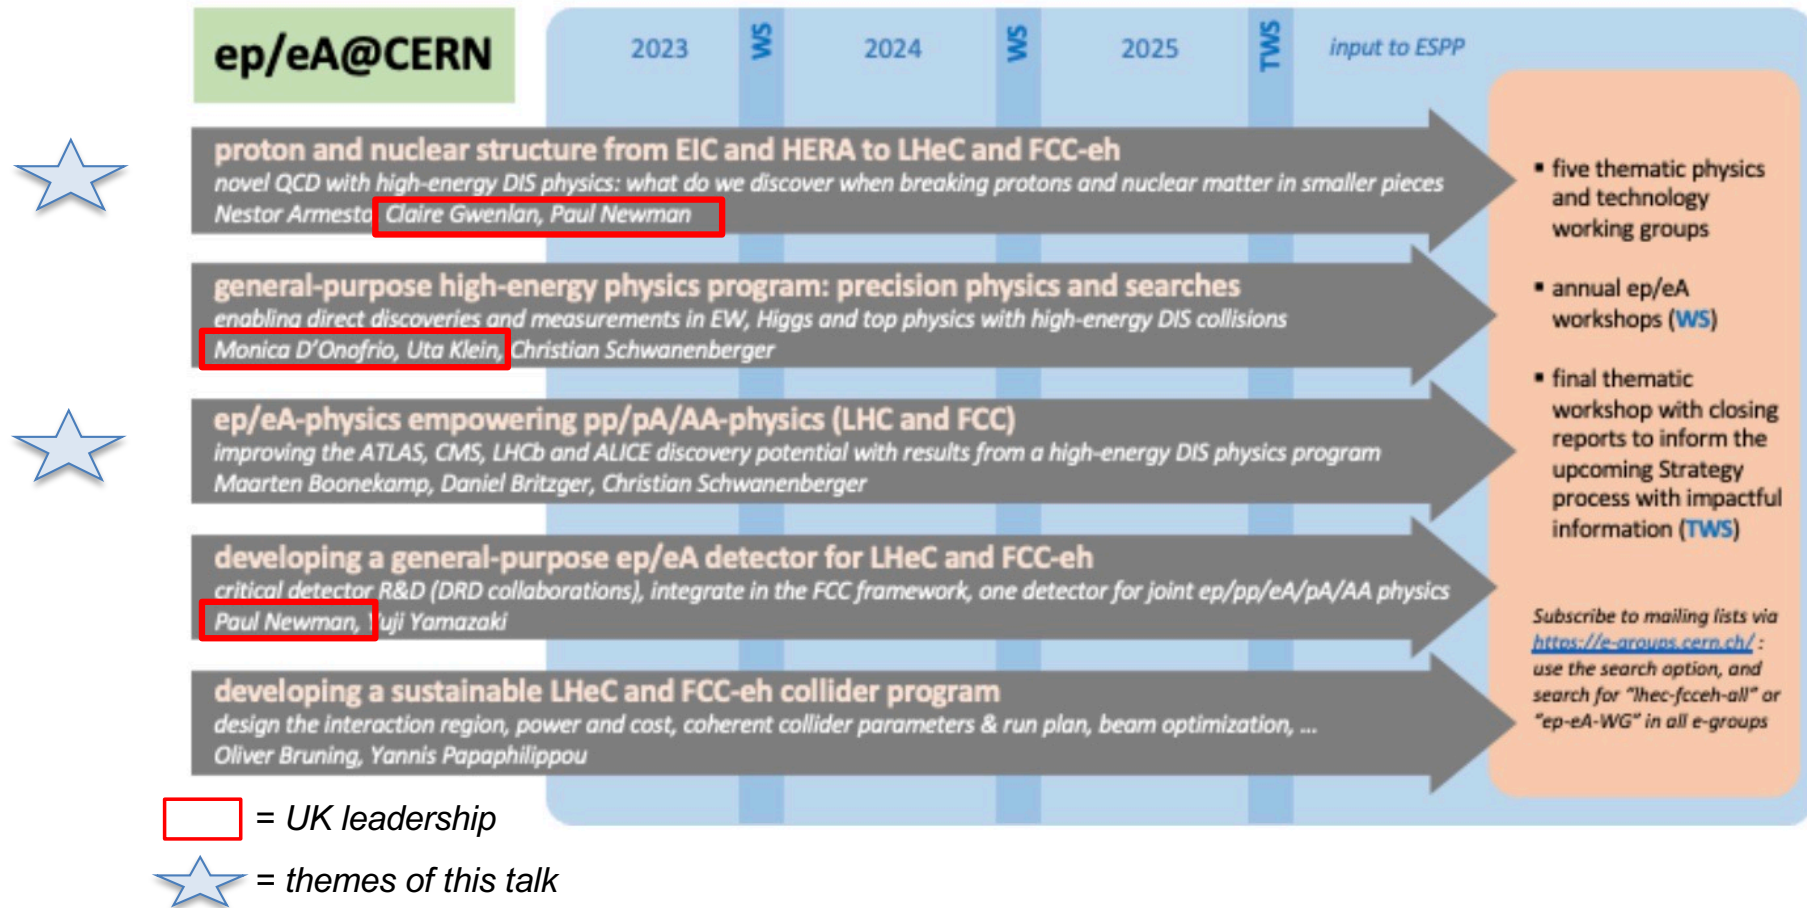 ep/eA@CERN
2023
WS
2024
WS
2025
TWS
input to ESPP
proton and nuclear structure from EIC and HERA to LHeC and FCC-eh
novel QCD with high-energy DIS physics: what do we discover when breaking protons and nuclear matter in smaller pieces
Nestor Armesto, Claire Gwenlan, Paul Newman
general-purpose high-energy physics program: precision physics and searches
enabling direct discoveries and measurements in EW, Higgs and top physics with high-energy DIS collisions
Monica D'Onofrio, Uta Klein, Christian Schwanenberger
ep/eA-physics empowering pp/pA/AA-physics (LHC and FCC)
improving the ATLAS, CMS, LHCb and ALICE discovery potential with results from a high-energy DIS physics program
Maarten Boonekamp, Daniel Britzger, Christian Schwanenberger
developing a general-purpose ep/eA detector for LHeC and FCC-eh
critical detector R&D (DRD collaborations), integrate in the FCC framework, one detector for joint ep/pp/eA/pA/AA physics
Paul Newman, Yuji Yamazaki
developing a sustainable LHeC and FCC-eh collider program
design the interaction region, power and cost, coherent collider parameters & run plan, beam optimization, ...
Oliver Bruning, Yannis Papaphilippou
▪ five thematic physics
and technology
working groups
▪ annual ep/eA
workshops (WS)
▪ final thematic
workshop with closing
reports to inform the
upcoming Strategy
process with impactful
information (TWS)
Subscribe to mailing lists via
https://e-groups.cern.ch/ :
use the search option, and
search for "lhec-fcceh-all" or
"ep-eA-WG" in all e-groups
= UK leadership
= themes of this talk